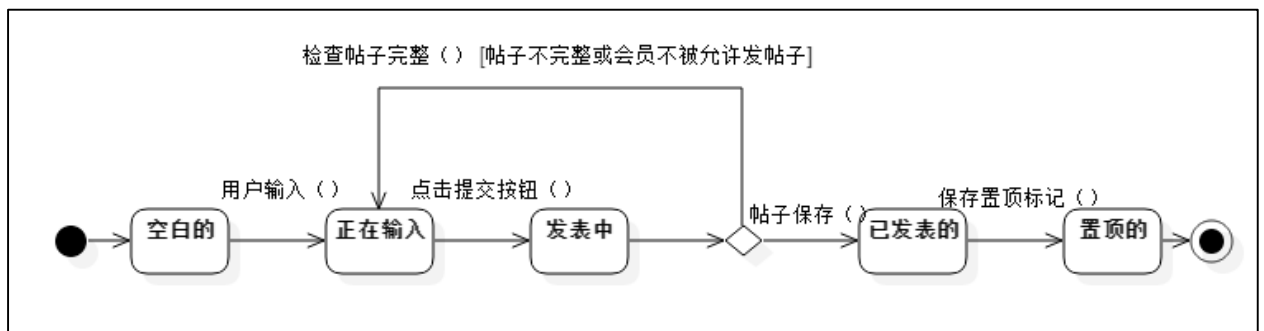 检查帖子完整（） [帖子不完整或会员不被允许发帖子]
用户输入（）
点击提交按钮（）
帖子保存（）
保存置顶标记（）
空白的
正在输入
发表中
已发表的
置顶的